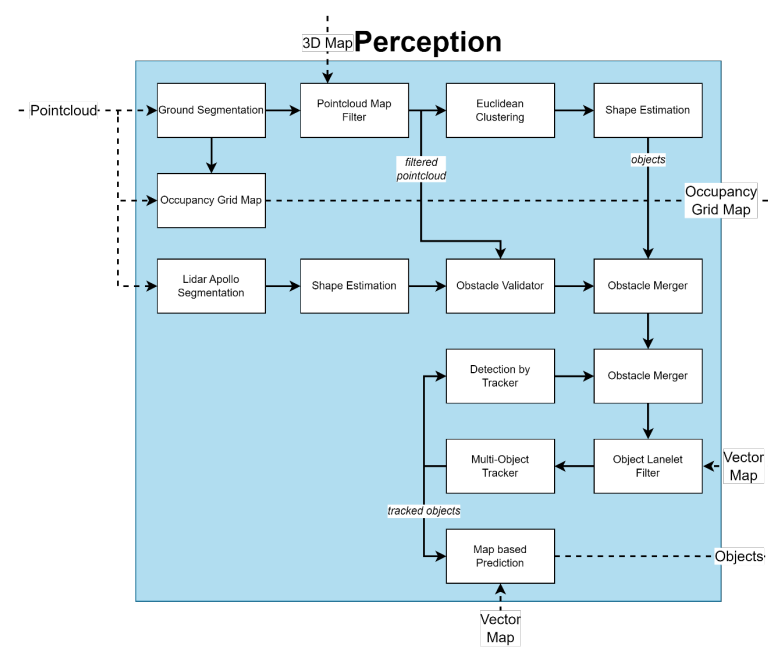 Perception
3D Map
Pointcloud
Ground Segmentation
Pointcloud Map
Filter
Euclidean
Clustering
Shape Estimation
filtered
pointcloud
objects
Occupancy Grid Map
Occupancy
Grid Map
Lidar Apollo
Segmentation
Shape Estimation
Obstacle Validator
Obstacle Merger
Detection by
Tracker
Obstacle Merger
Multi-Object
Tracker
Object Lanelet
Filter
Vector
Map
tracked objects
Map based
Prediction
Objects
Vector
Map